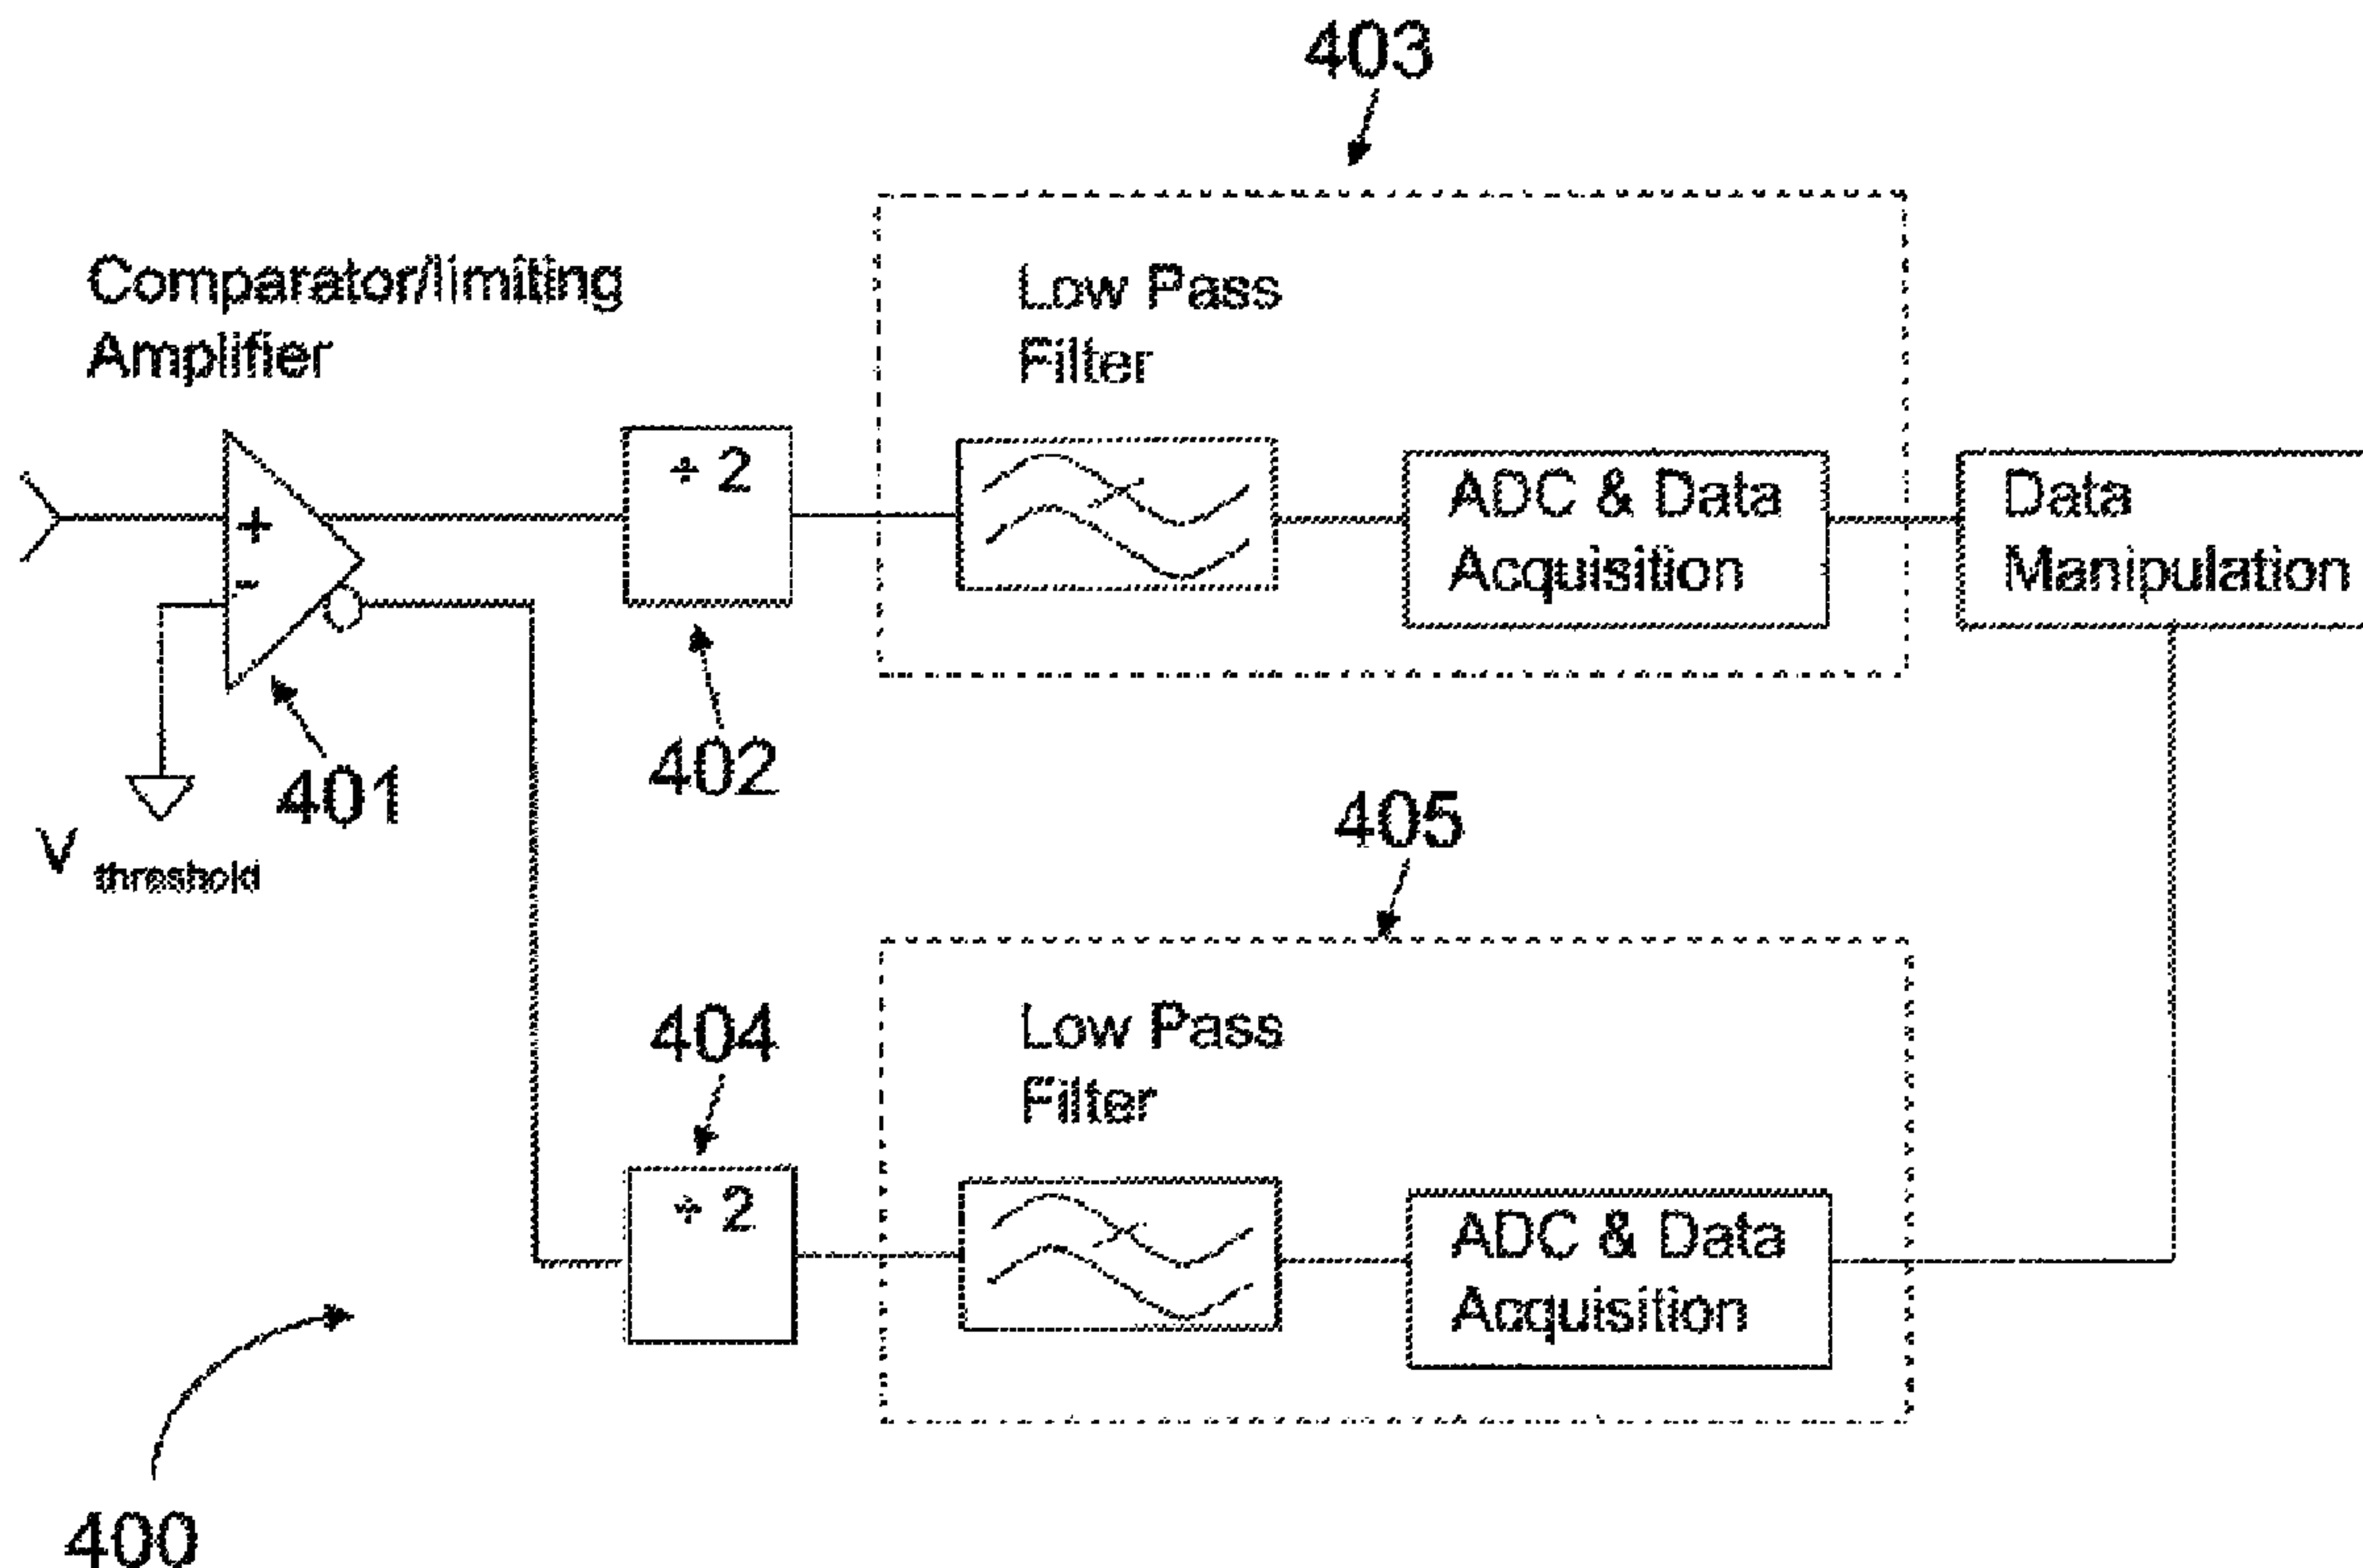 403
Comparator/limiting
Amplifier
Low Pass
Filter
÷ 2
+
-
ADC & Data
Acquisition
Data
Manipulation
402
401
V threshold
405
404
Low Pass
Filter
÷ 2
ADC & Data
Acquisition
400